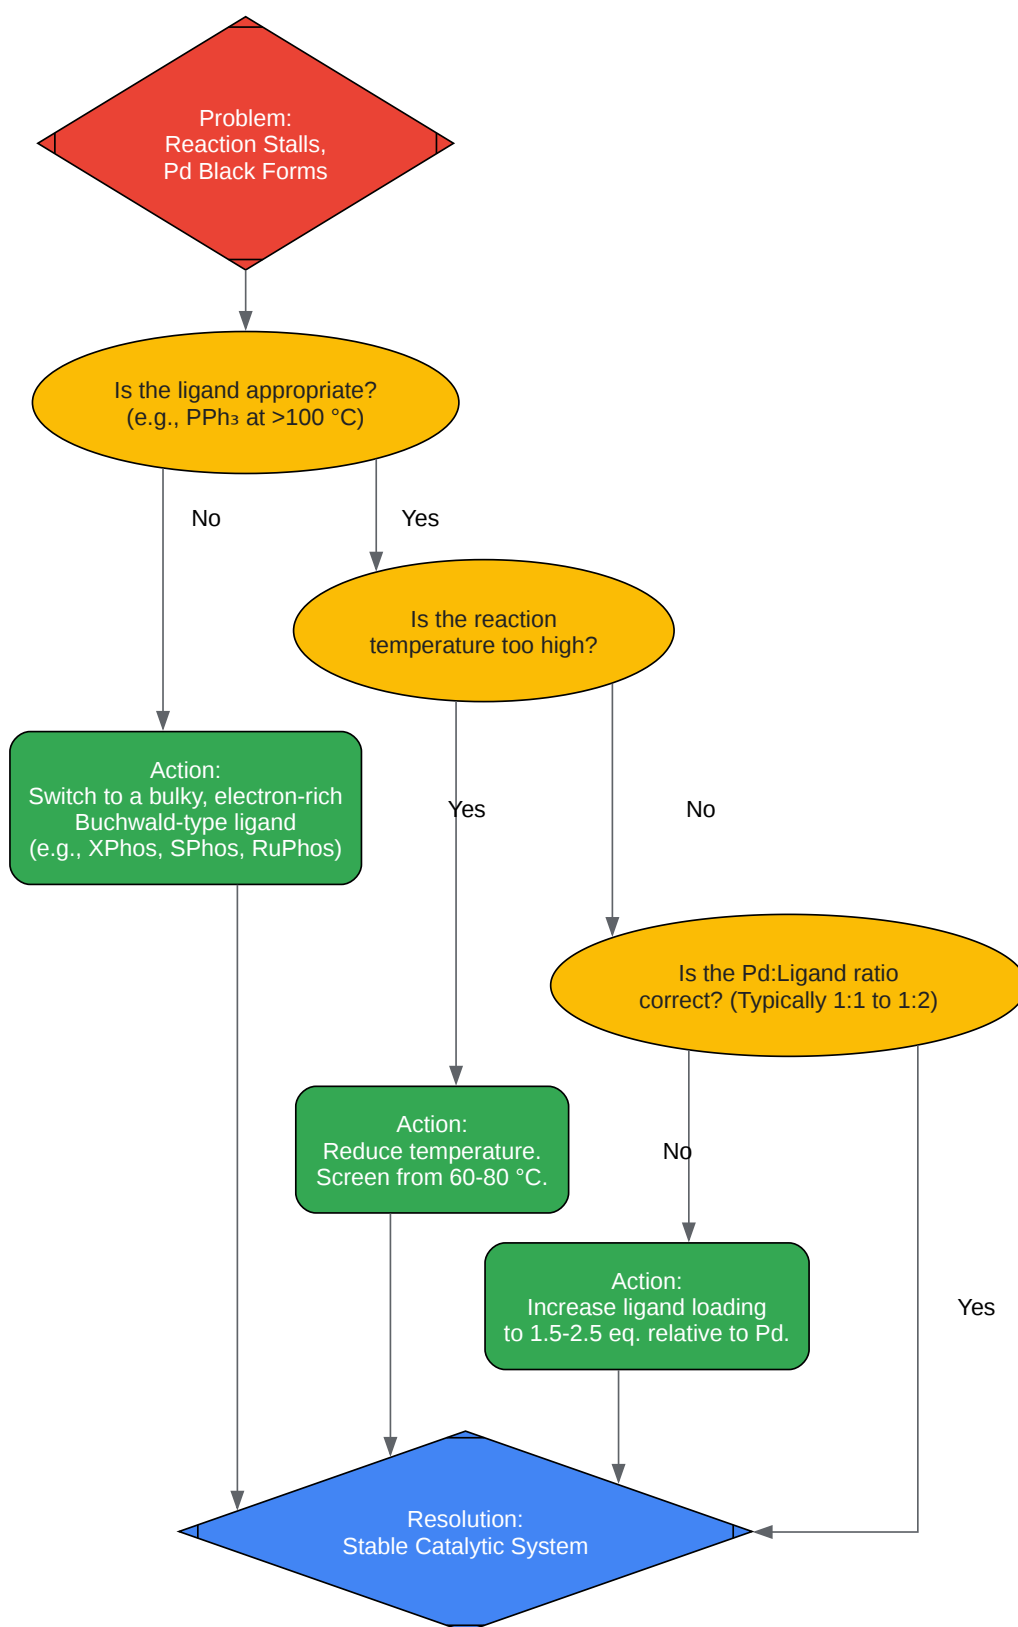 Problem:
Reaction Stalls,
Pd Black Forms
Is the ligand appropriate?
(e.g., PPh₃ at >100 °C)
No
Yes
Is the reaction
temperature too high?
Action:
Switch to a bulky, electron-rich
Buchwald-type ligand
(e.g., XPhos, SPhos, RuPhos)
Yes
No
Is the Pd:Ligand ratio
correct? (Typically 1:1 to 1:2)
Action:
Reduce temperature.
Screen from 60-80 °C.
No
Action:
Increase ligand loading
to 1.5-2.5 eq. relative to Pd.
Yes
Resolution:
Stable Catalytic System